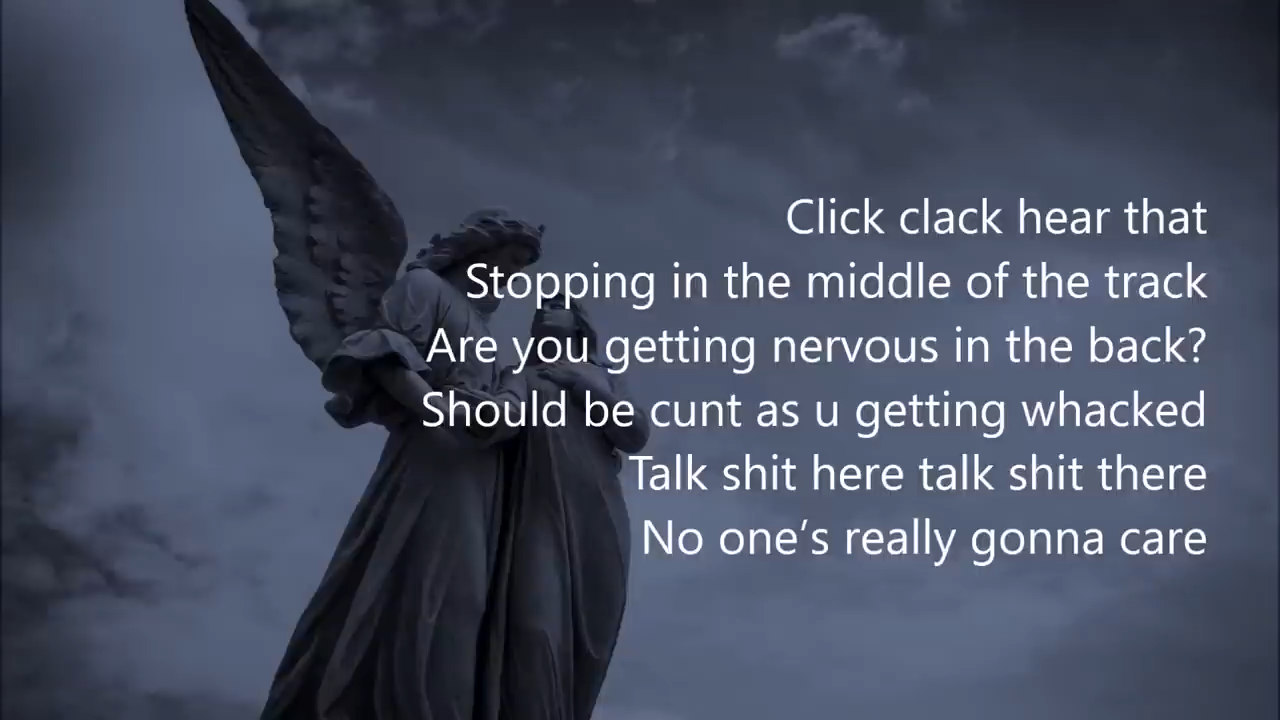 Click clack hear that
Stopping in the middle of the track
Are you getting nervous in the back?
Should be cunt as u getting whacked
Talk shit here talk shit there
No one’s really gonna care